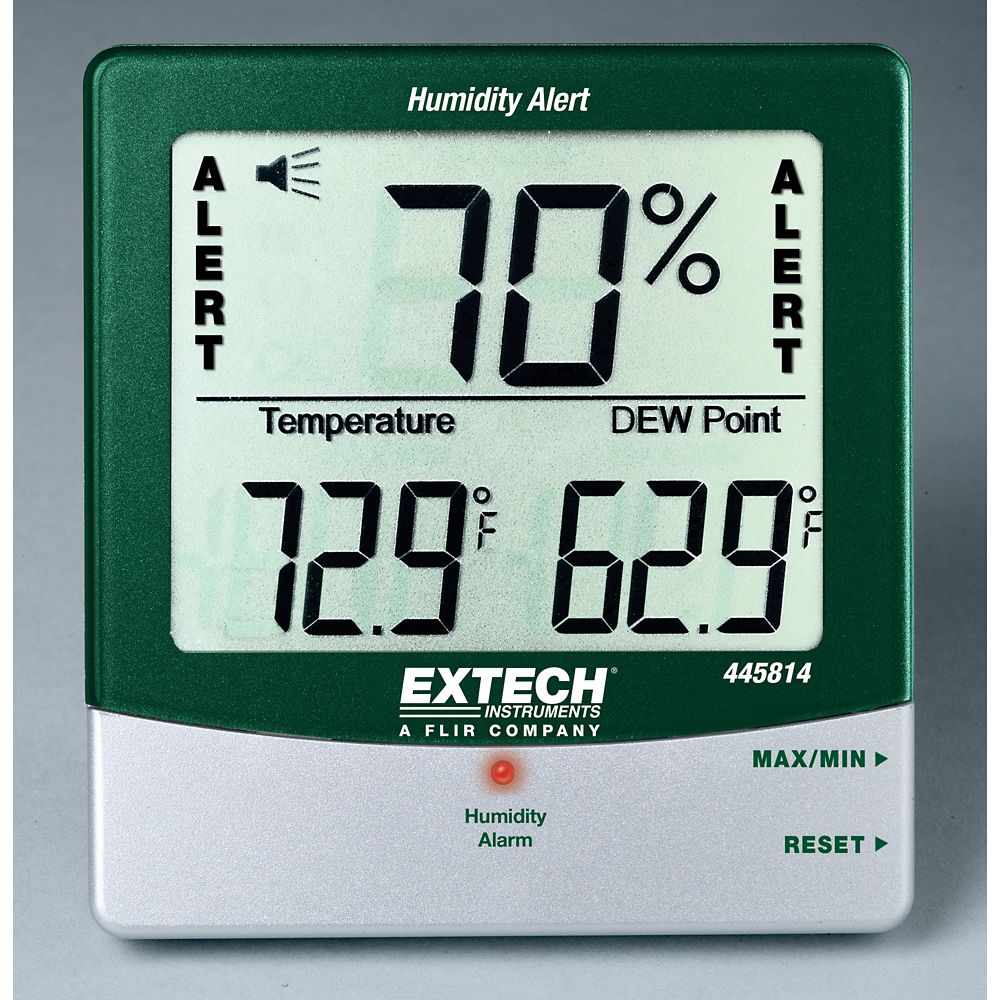 Humidity Alert
ALERT
70%
ALERT
Temperature
DEW Point
72.9°F
62.9°F
EXTECH®
INSTRUMENTS
A FLIR COMPANY
445814
MAX/MIN ▶
Humidity
Alarm
RESET ▶